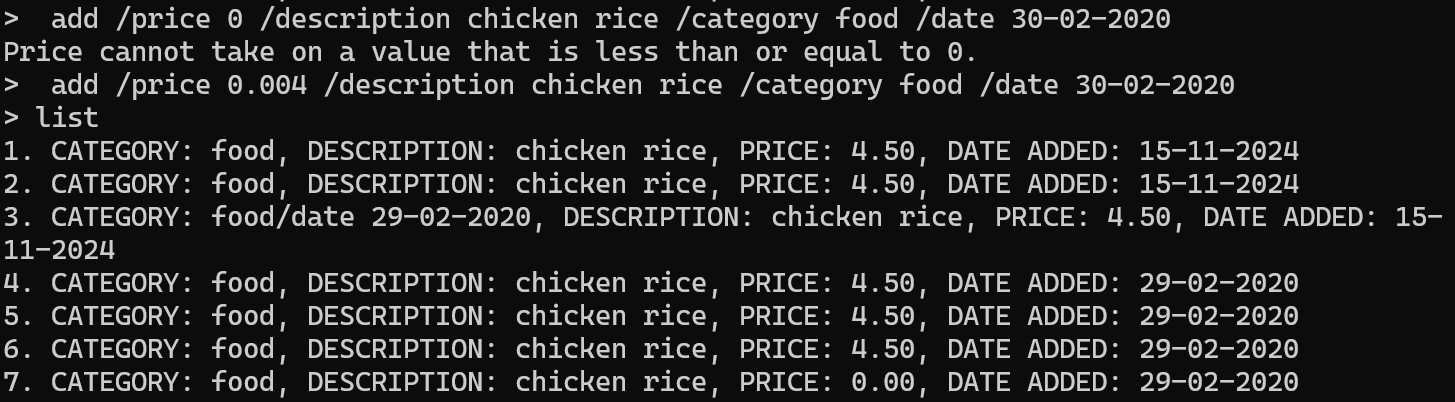 >  add /price 0 /description chicken rice /category food /date 30-02-2020
Price cannot take on a value that is less than or equal to 0.
>  add /price 0.004 /description chicken rice /category food /date 30-02-2020
> list
1. CATEGORY: food, DESCRIPTION: chicken rice, PRICE: 4.50, DATE ADDED: 15-11-2024
2. CATEGORY: food, DESCRIPTION: chicken rice, PRICE: 4.50, DATE ADDED: 15-11-2024
3. CATEGORY: food/date 29-02-2020, DESCRIPTION: chicken rice, PRICE: 4.50, DATE ADDED: 15-
11-2024
4. CATEGORY: food, DESCRIPTION: chicken rice, PRICE: 4.50, DATE ADDED: 29-02-2020
5. CATEGORY: food, DESCRIPTION: chicken rice, PRICE: 4.50, DATE ADDED: 29-02-2020
6. CATEGORY: food, DESCRIPTION: chicken rice, PRICE: 4.50, DATE ADDED: 29-02-2020
7. CATEGORY: food, DESCRIPTION: chicken rice, PRICE: 0.00, DATE ADDED: 29-02-2020